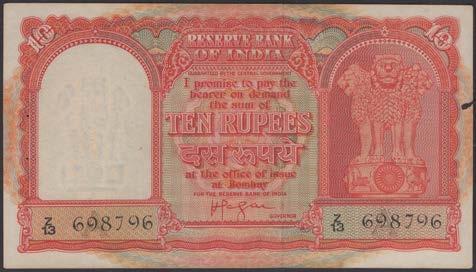 10 10
RESERVE BANK
OF INDIA
GUARANTEED BY THE CENTRAL GOVERNMENT
I promise to pay the
bearer on demand
the sum of
TEN RUPEES
दस रूपये
at the office of issue
at Bombay
FOR THE RESERVE BANK OF INDIA
GOVERNOR
Z/13 698796 Z/13 698796